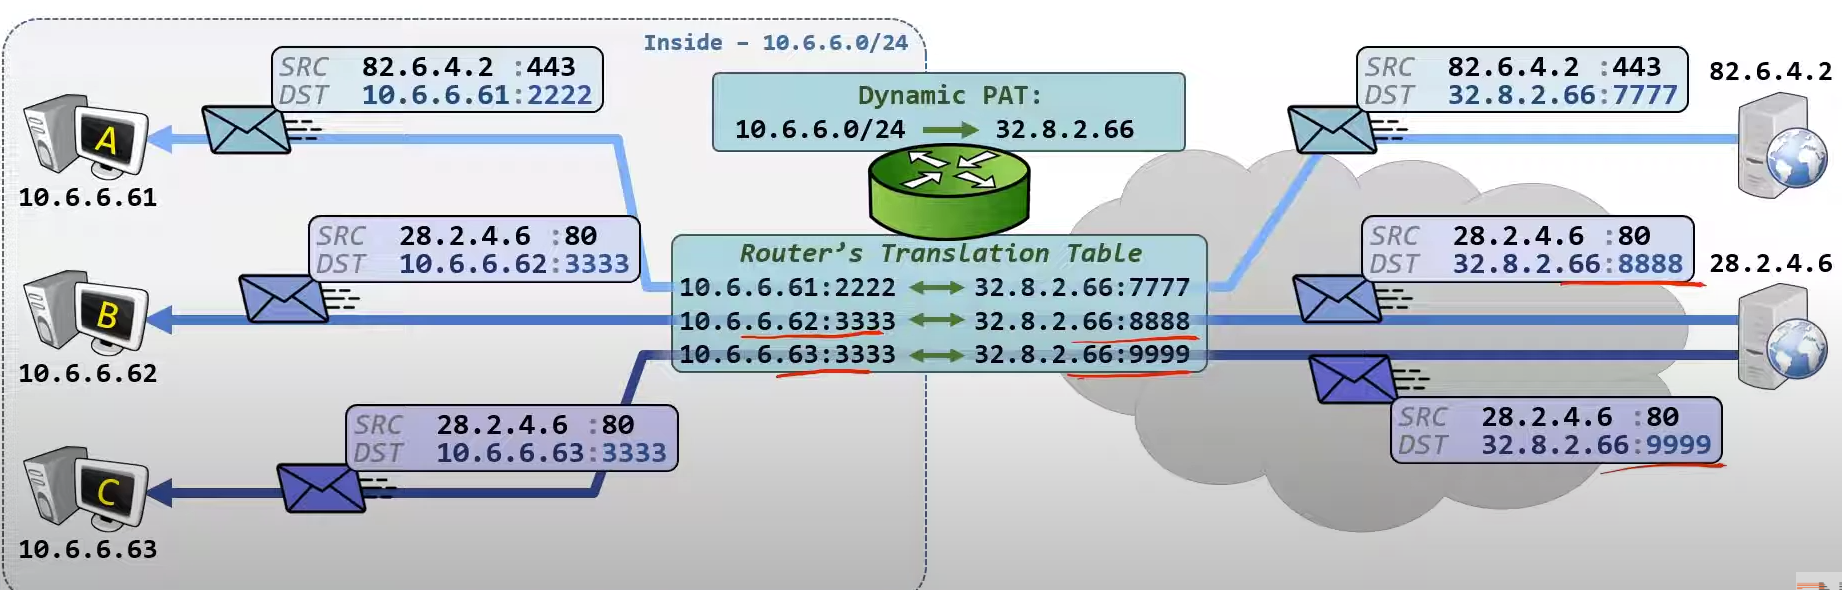 Inside – 10.6.6.0/24
SRC 82.6.4.2 :443
DST 10.6.6.61:2222
A
10.6.6.61
Dynamic PAT:
10.6.6.0/24 → 32.8.2.66
SRC 82.6.4.2 :443
DST 32.8.2.66:7777
82.6.4.2
SRC 28.2.4.6 :80
DST 10.6.6.62:3333
B
10.6.6.62
Router’s Translation Table
10.6.6.61:2222 ↔ 32.8.2.66:7777
10.6.6.62:3333 ↔ 32.8.2.66:8888
10.6.6.63:3333 ↔ 32.8.2.66:9999
SRC 28.2.4.6 :80
DST 32.8.2.66:8888
28.2.4.6
SRC 28.2.4.6 :80
DST 10.6.6.63:3333
C
10.6.6.63
SRC 28.2.4.6 :80
DST 32.8.2.66:9999